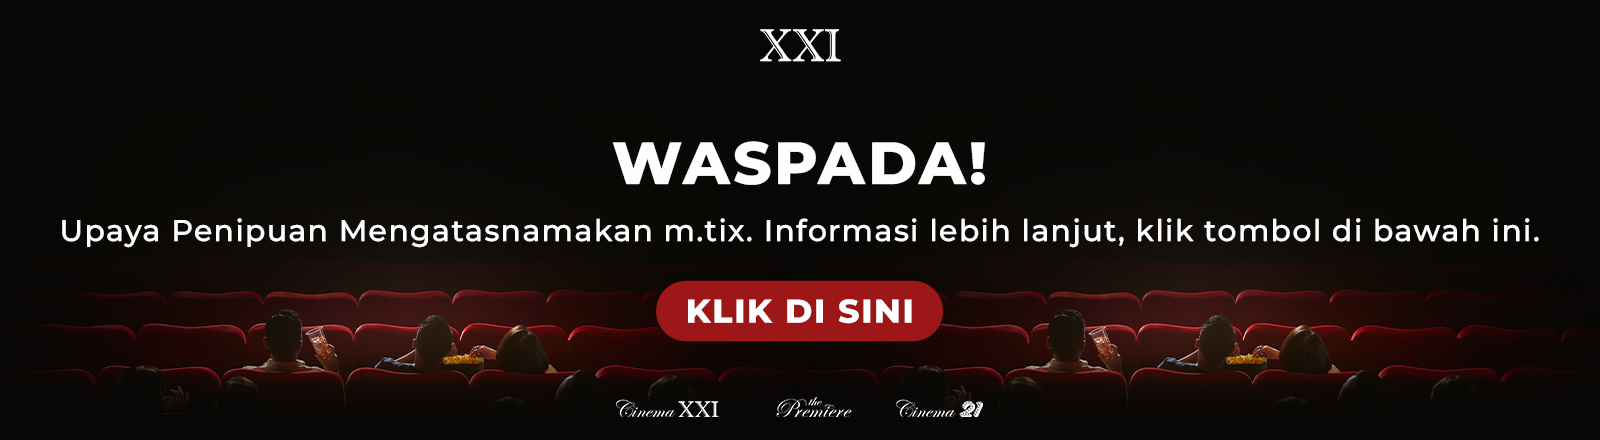 XXI
WASPADA!
Upaya Penipuan Mengatasnamakan m.tix. Informasi lebih lanjut, klik tombol di bawah ini.
KLIK DI SINI
Cinema XXI the Premiere Cinema 21